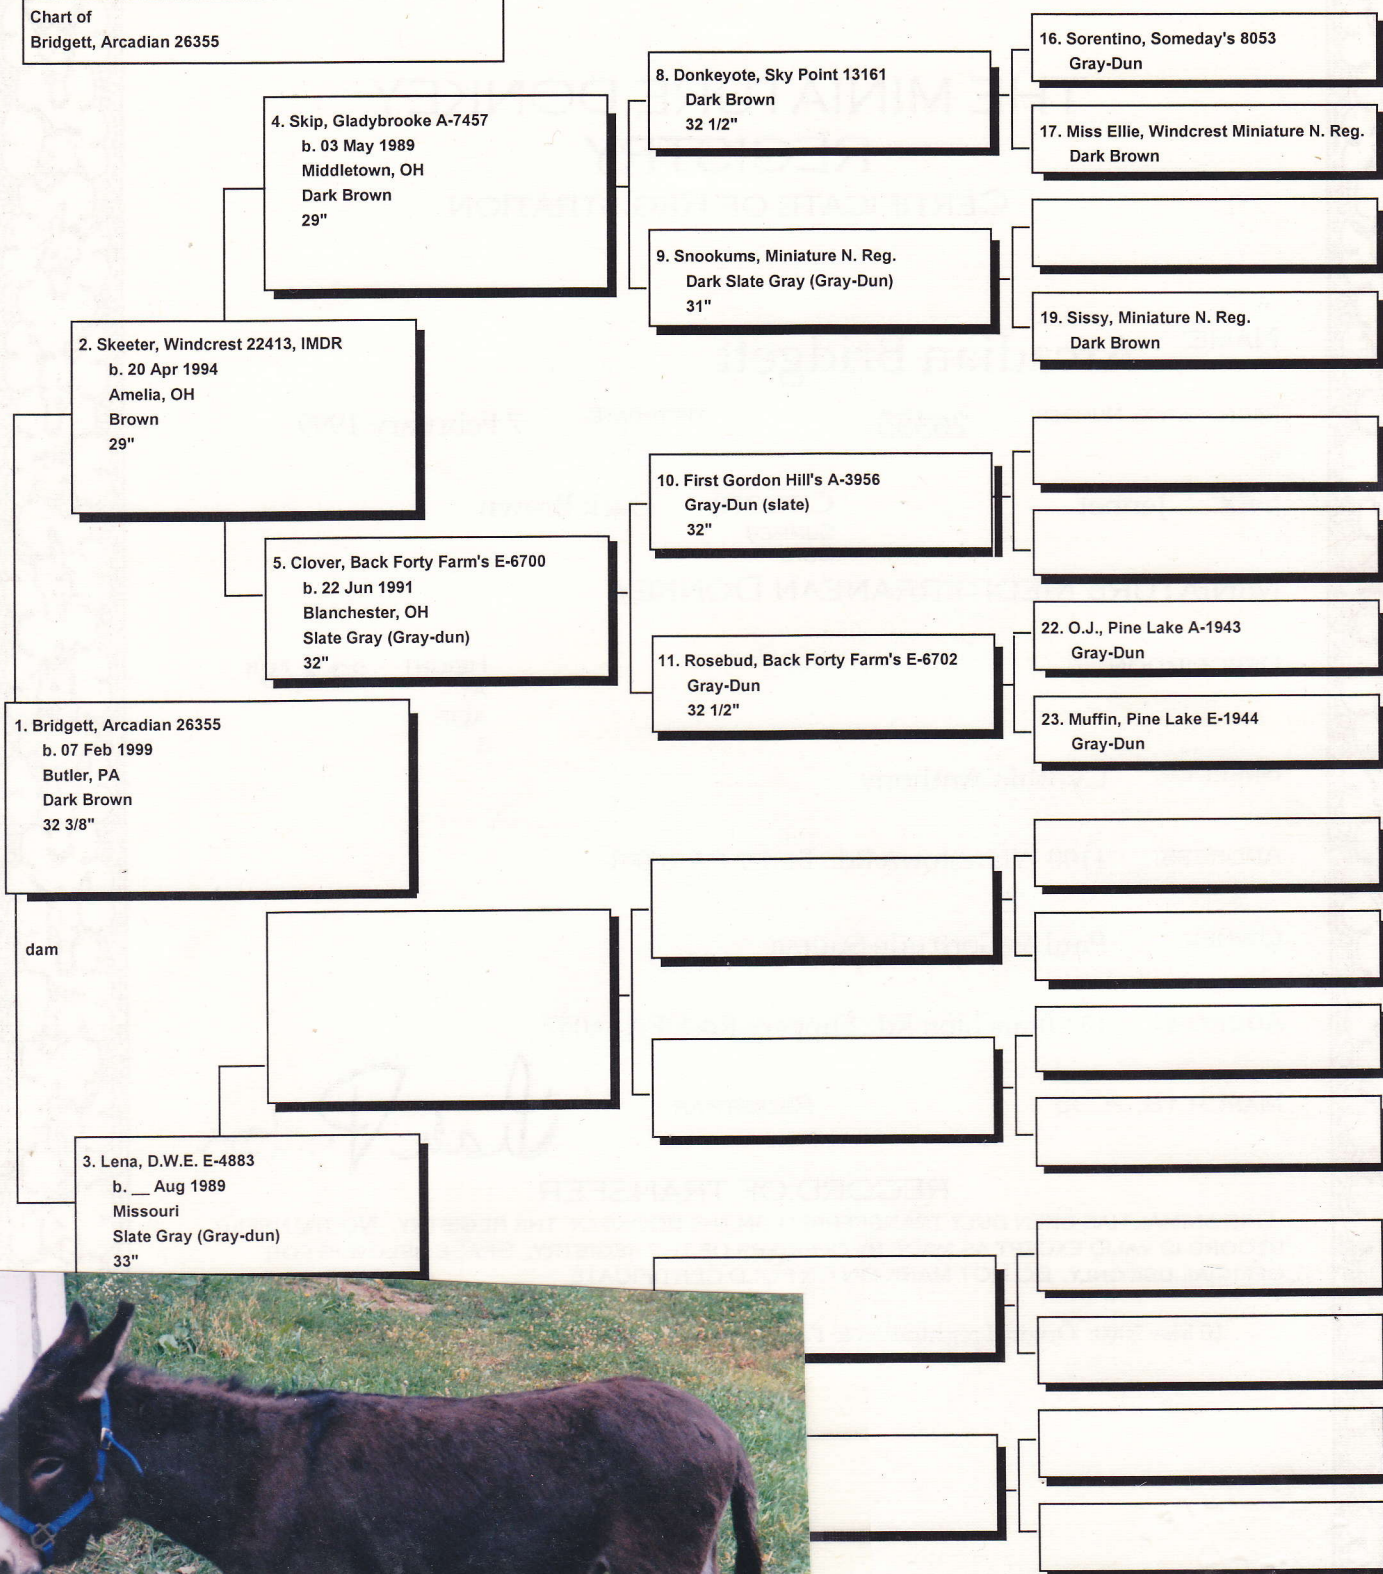 Chart of
Bridgett, Arcadian 26355
1. Bridgett, Arcadian 26355
b. 07 Feb 1999
Butler, PA
Dark Brown
32 3/8"
dam
2. Skeeter, Windcrest 22413, IMDR
b. 20 Apr 1994
Amelia, OH
Brown
29"
3. Lena, D.W.E. E-4883
b. __ Aug 1989
Missouri
Slate Gray (Gray-dun)
33"
4. Skip, Gladybrooke A-7457
b. 03 May 1989
Middletown, OH
Dark Brown
29"
5. Clover, Back Forty Farm's E-6700
b. 22 Jun 1991
Blanchester, OH
Slate Gray (Gray-dun)
32"
8. Donkeyote, Sky Point 13161
Dark Brown
32 1/2"
9. Snookums, Miniature N. Reg.
Dark Slate Gray (Gray-Dun)
31"
10. First Gordon Hill's A-3956
Gray-Dun (slate)
32"
11. Rosebud, Back Forty Farm's E-6702
Gray-Dun
32 1/2"
16. Sorentino, Someday's 8053
Gray-Dun
17. Miss Ellie, Windcrest Miniature N. Reg.
Dark Brown
19. Sissy, Miniature N. Reg.
Dark Brown
22. O.J., Pine Lake A-1943
Gray-Dun
23. Muffin, Pine Lake E-1944
Gray-Dun